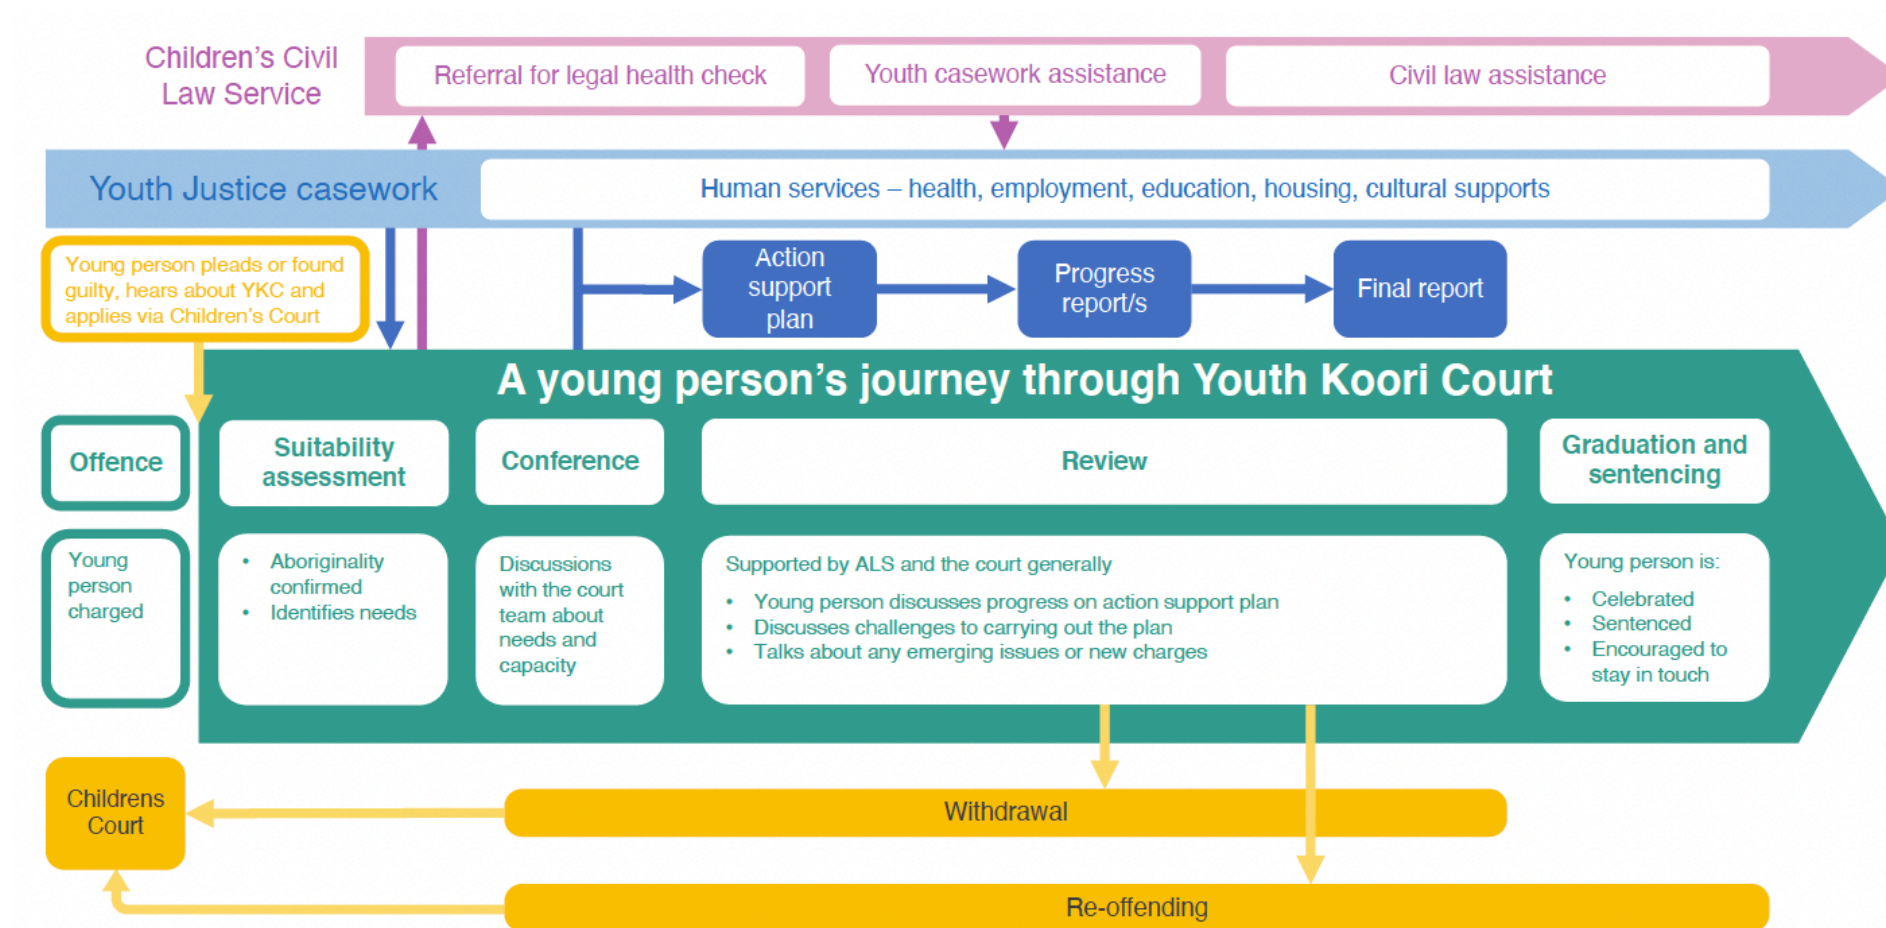 Children's Civil
Law Service
Referral for legal health check
Youth casework assistance
Civil law assistance
Youth Justice casework
Human services – health, employment, education, housing, cultural supports
Young person pleads or found
guilty, hears about YKC and
applies via Children's Court
Action
support
plan
Progress
report/s
Final report
A young person's journey through Youth Koori Court
Offence
Suitability
assessment
Conference
Review
Graduation and
sentencing
Young
person
charged
• Aboriginality
confirmed
• Identifies needs
Discussions
with the court
team about
needs and
capacity
Supported by ALS and the court generally
• Young person discusses progress on action support plan
• Discusses challenges to carrying out the plan
• Talks about any emerging issues or new charges
Young person is:
• Celebrated
• Sentenced
• Encouraged to
stay in touch
Childrens
Court
Withdrawal
Re-offending